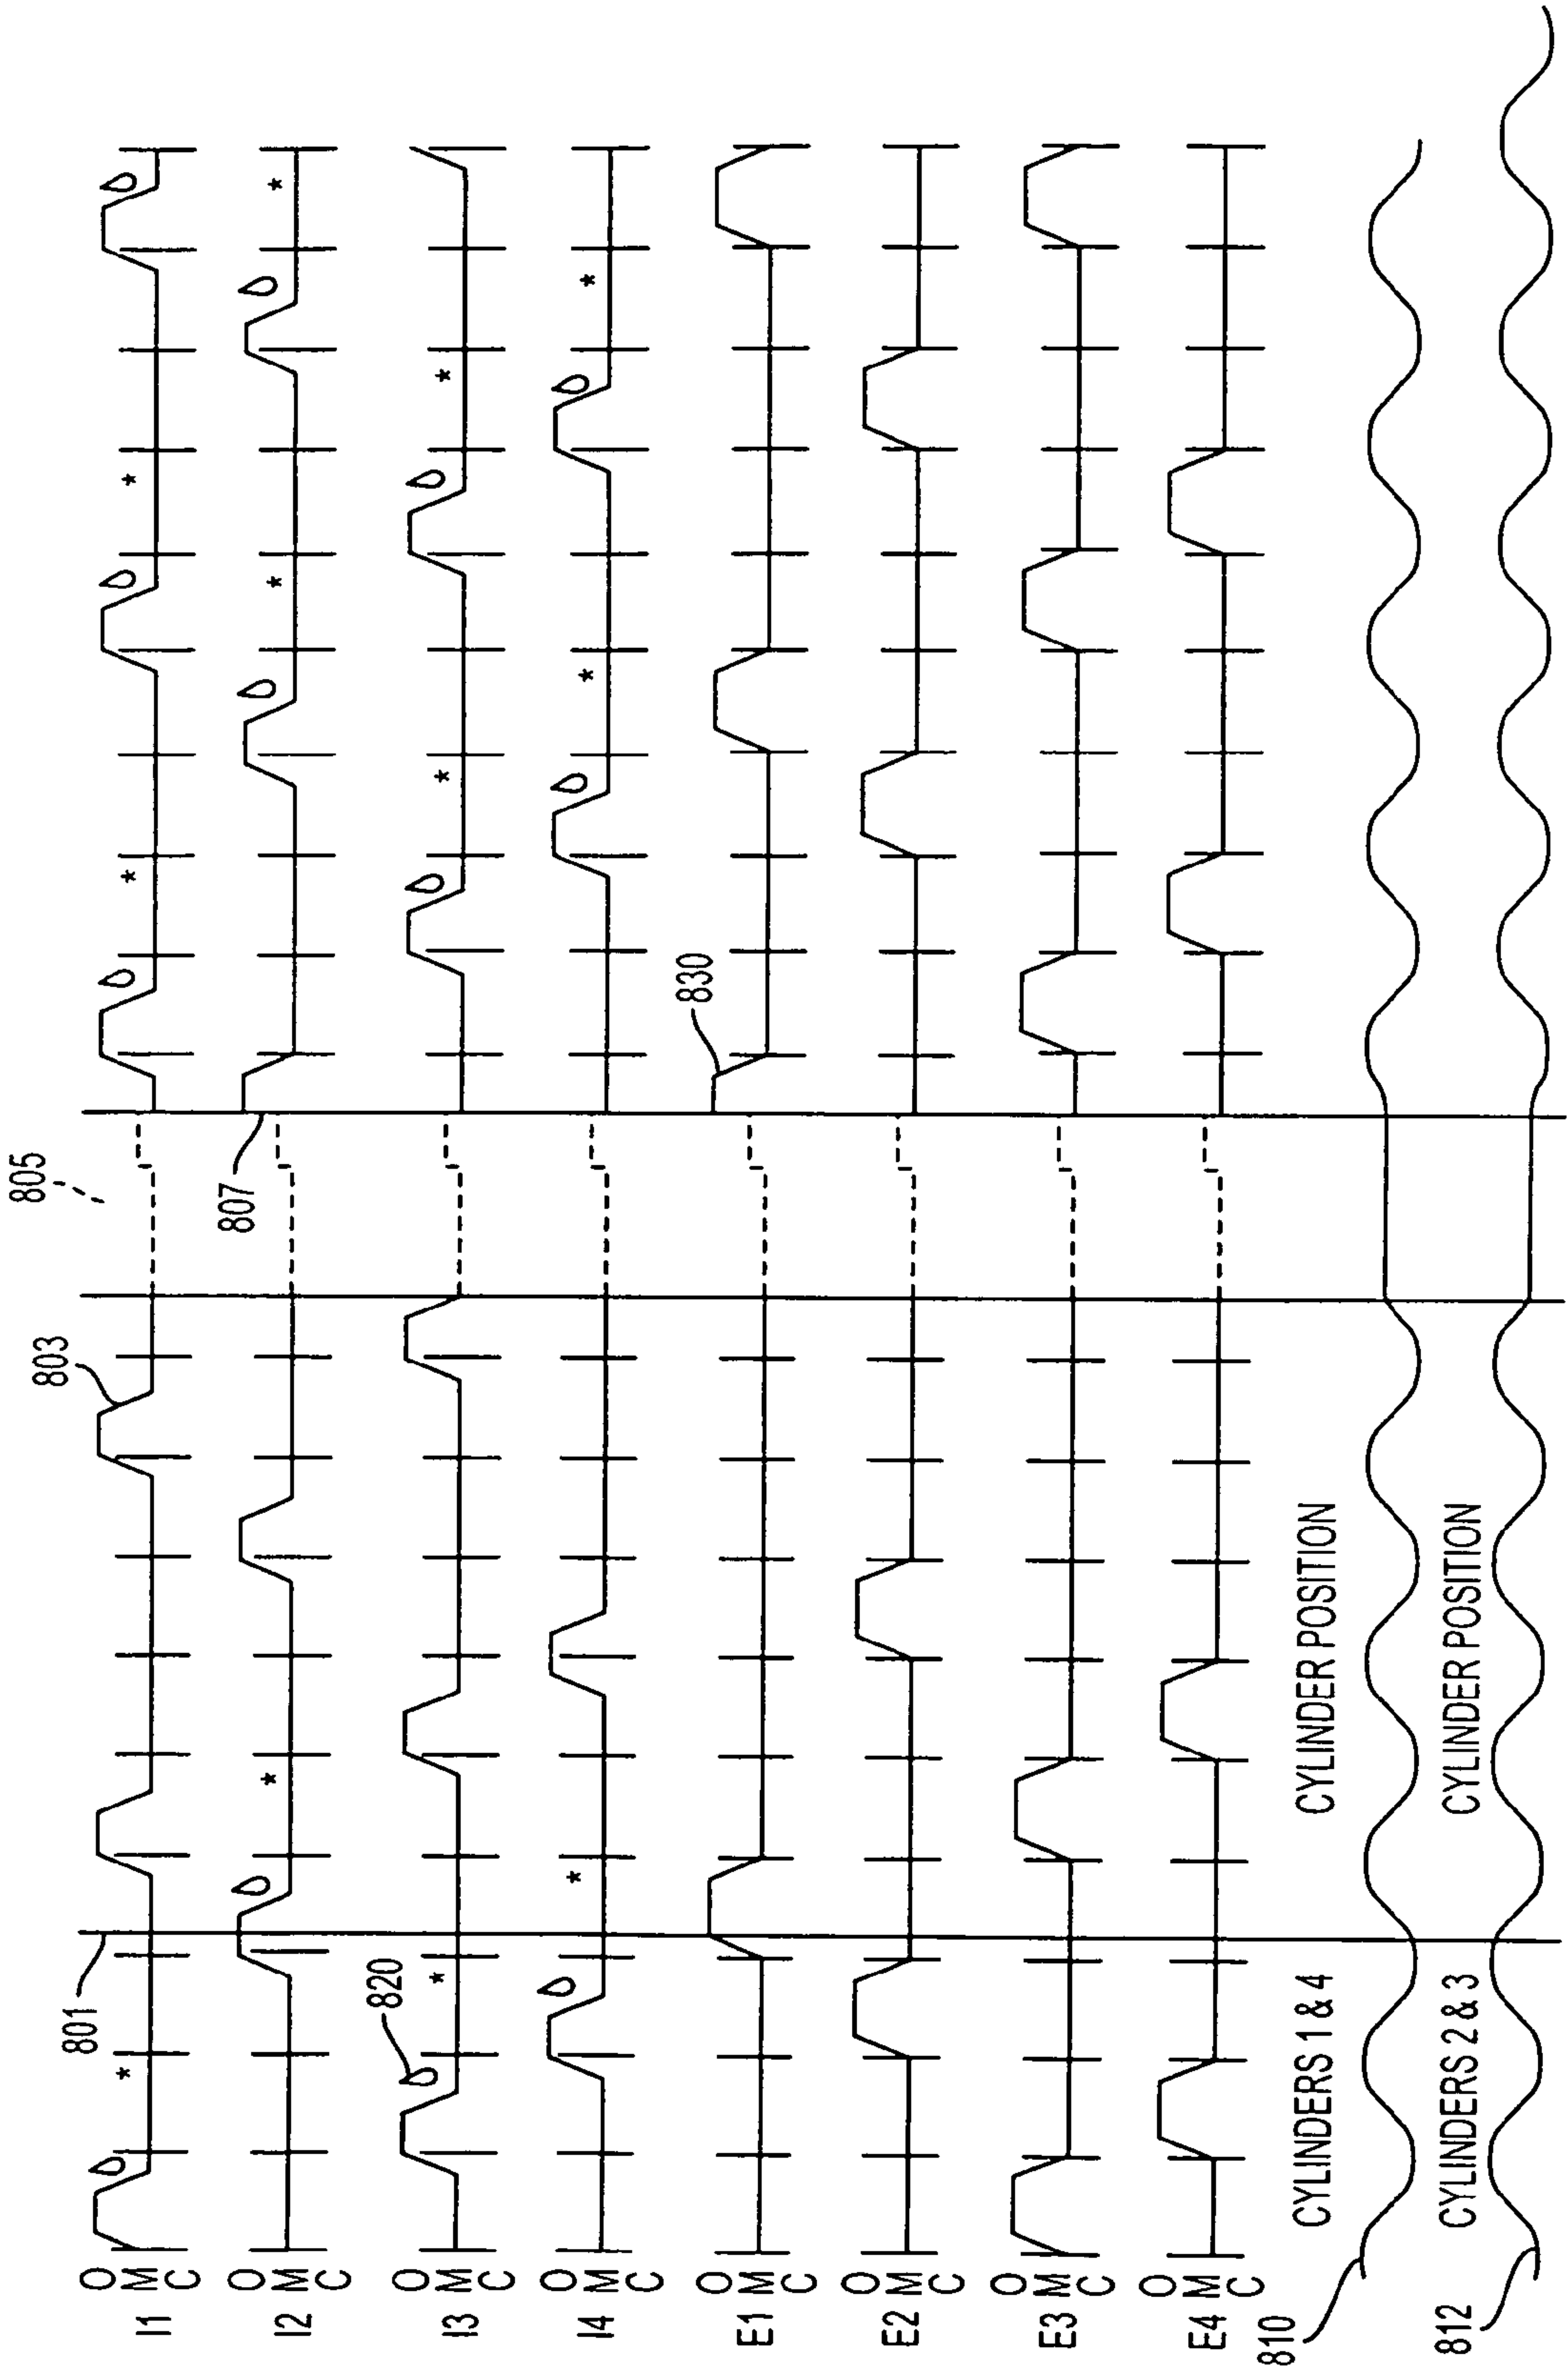 801
803
805
807
I1
O
M
C
*
*
*
I2
O
M
C
*
*
*
I3
O
M
C
820
*
*
*
I4
O
M
C
*
*
*
830
E1
O
M
C
E2
O
M
C
E3
O
M
C
E4
O
M
C
810
CYLINDERS 1 & 4 CYLINDER POSITION
812
CYLINDERS 2 & 3 CYLINDER POSITION